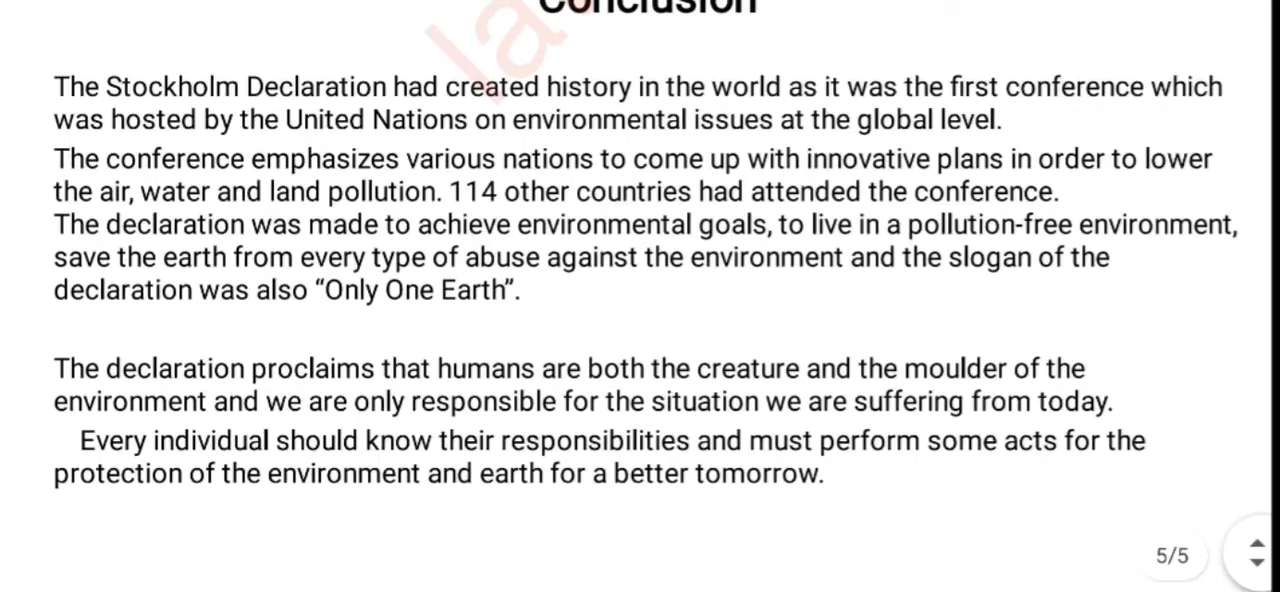 Conclusion
The Stockholm Declaration had created history in the world as it was the first conference which
was hosted by the United Nations on environmental issues at the global level.
The conference emphasizes various nations to come up with innovative plans in order to lower
the air, water and land pollution. 114 other countries had attended the conference.
The declaration was made to achieve environmental goals, to live in a pollution-free environment,
save the earth from every type of abuse against the environment and the slogan of the
declaration was also “Only One Earth”.
The declaration proclaims that humans are both the creature and the moulder of the
environment and we are only responsible for the situation we are suffering from today.
Every individual should know their responsibilities and must perform some acts for the
protection of the environment and earth for a better tomorrow.
5/5